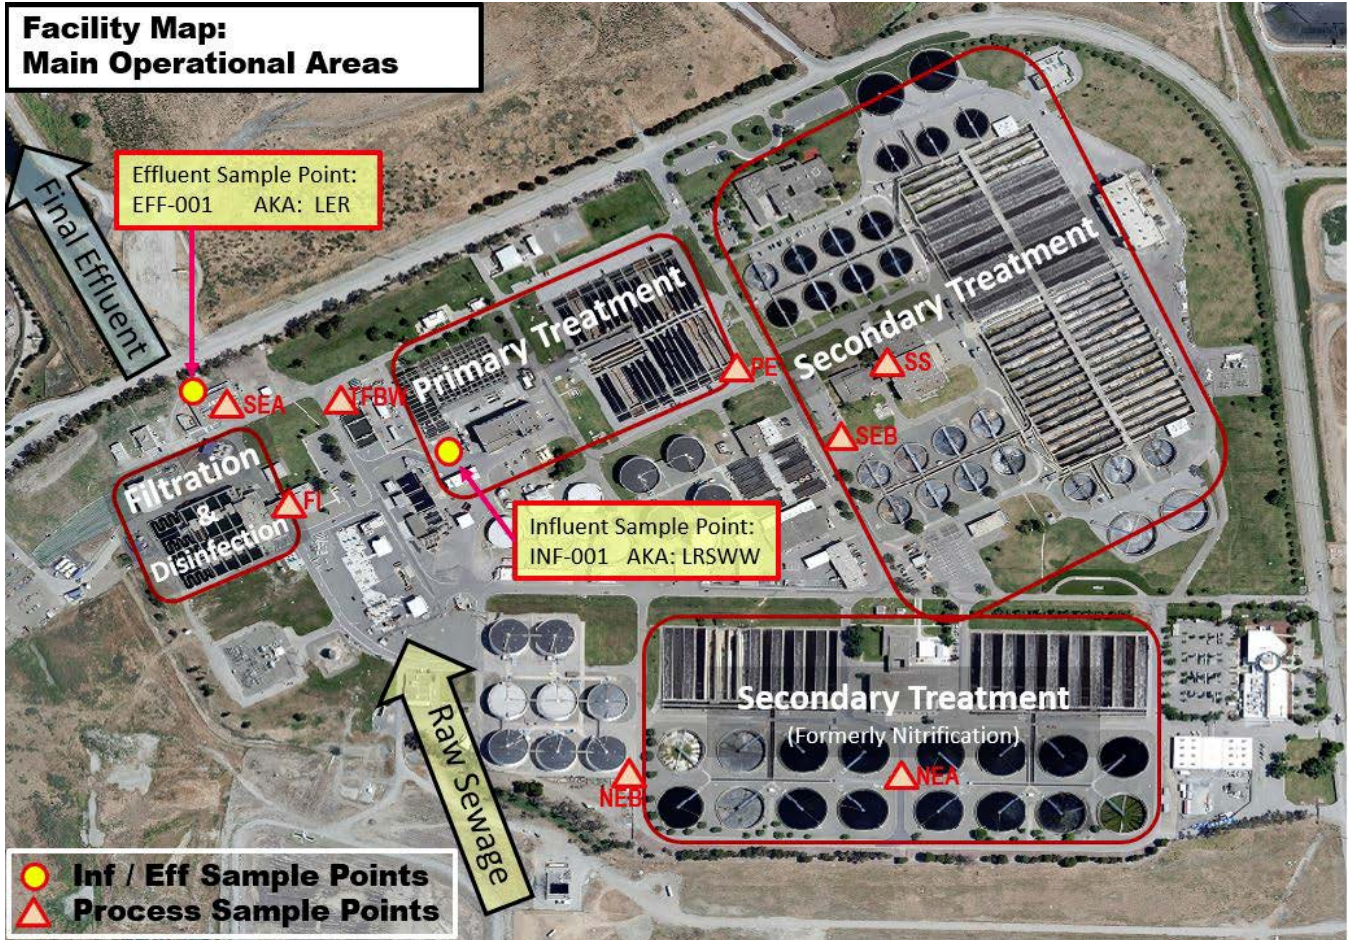 Facility Map:
Main Operational Areas
Effluent Sample Point:
EFF-001 AKA: LER
Final Effluent
Primary Treatment
Secondary Treatment
PE
SS
SEA
TFBW
SEB
Filtration
&
Disinfection
FI
Influent Sample Point:
INF-001 AKA: LRSWW
Raw Sewage
Secondary Treatment
(Formerly Nitrification)
NEB
NEA
Inf / Eff Sample Points
Process Sample Points